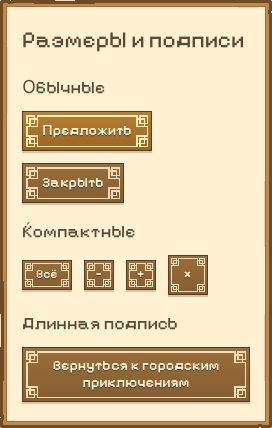 Размеры и подписи
Обычные
Предложить
Закрыть
Компактные
Всё
-
+
×
Длинная подпись
Вернуться к городским
приключениям